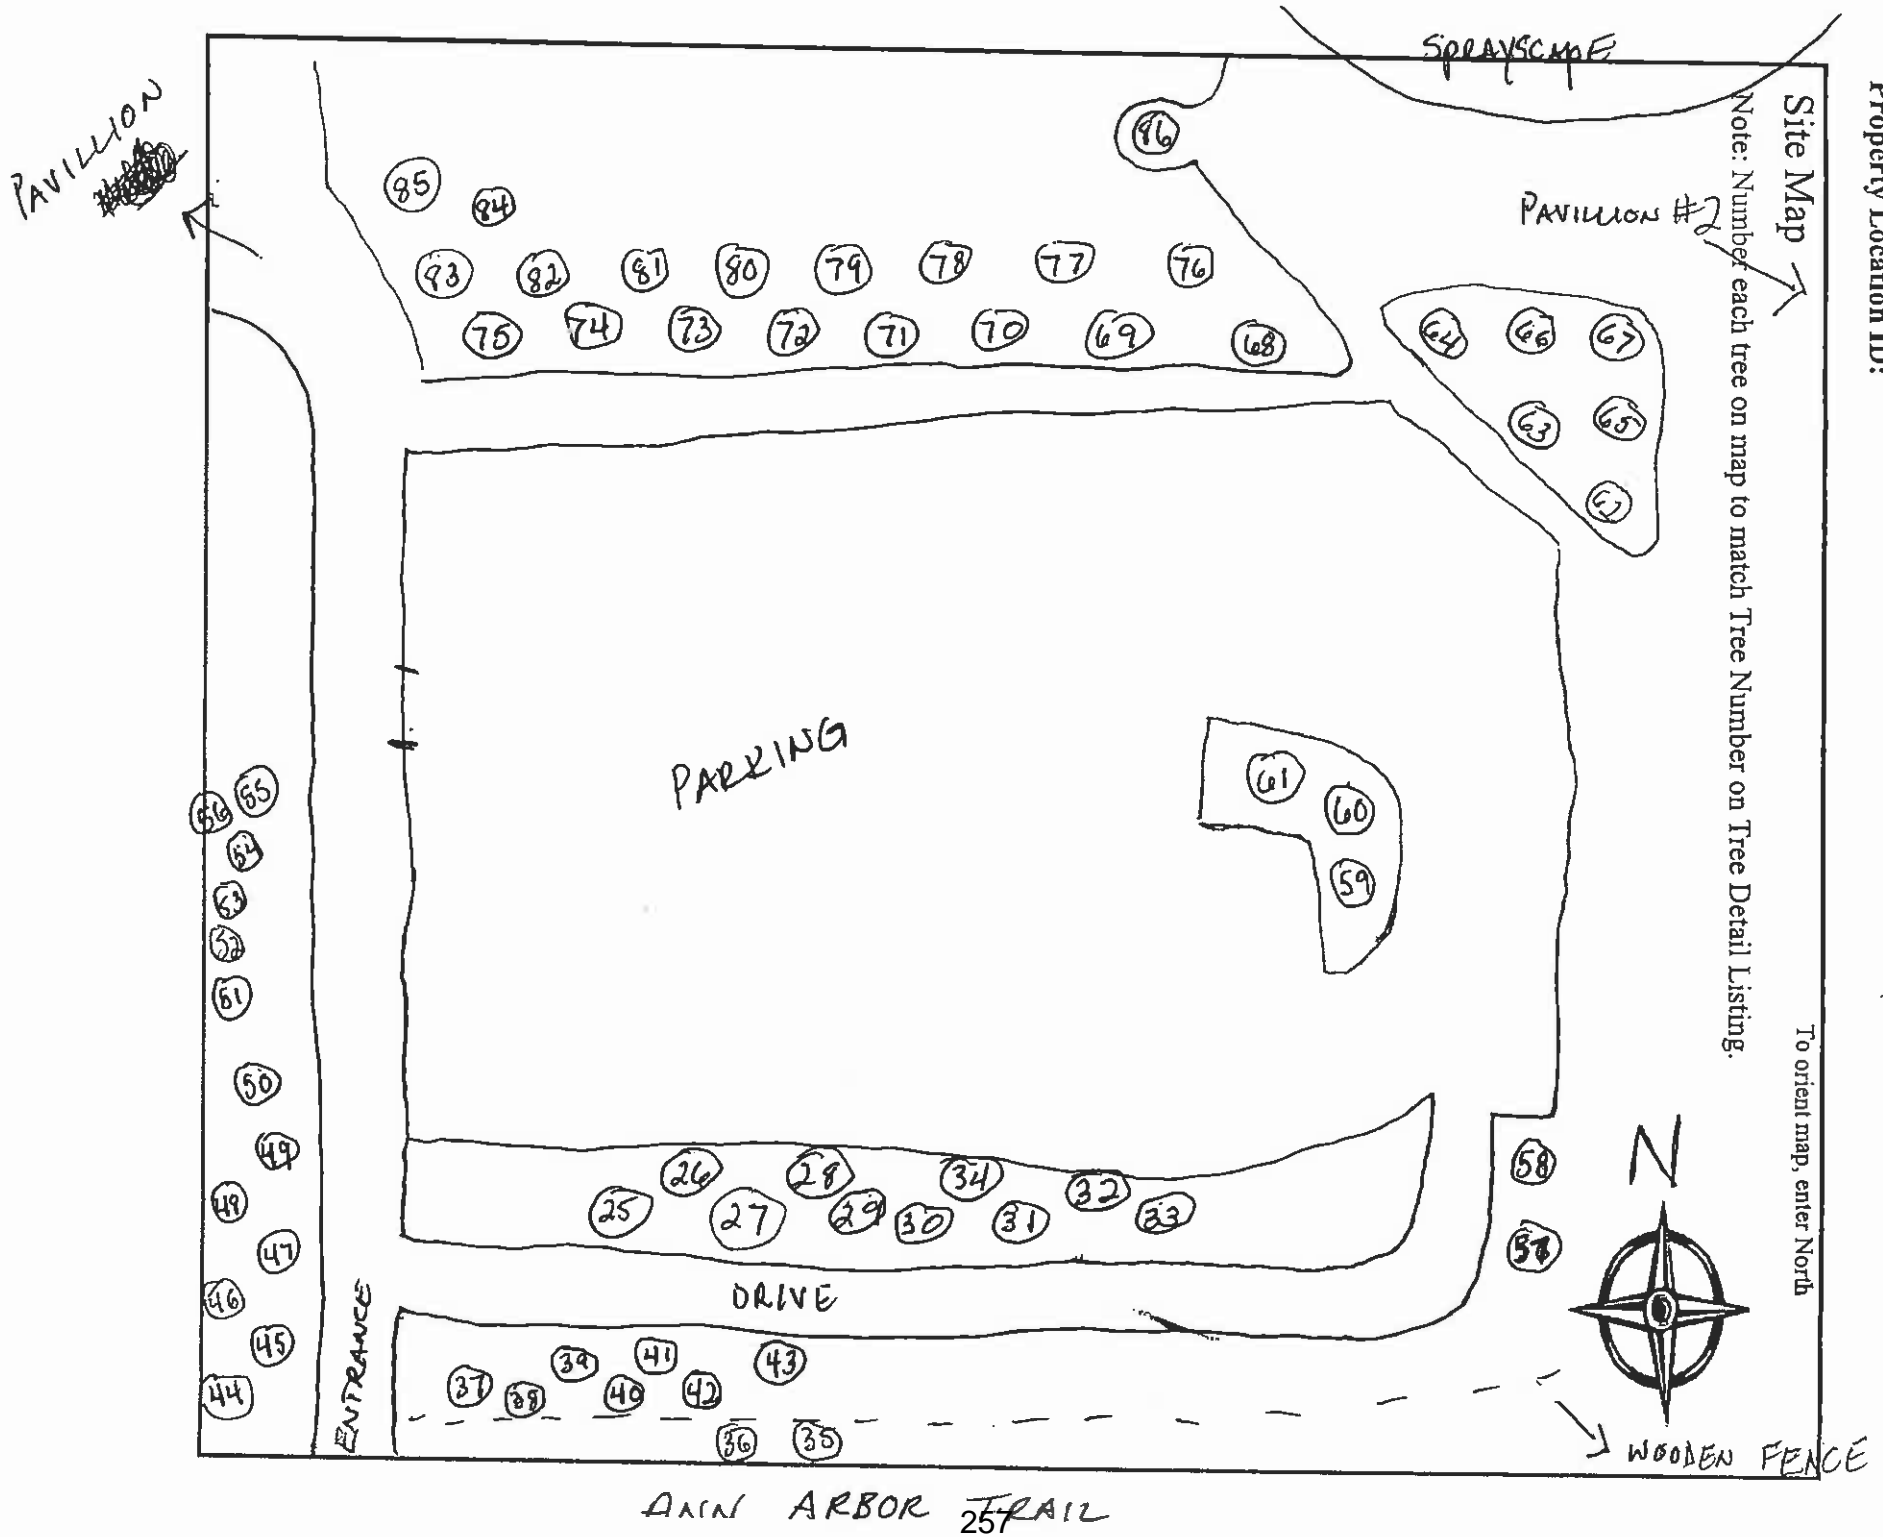 SPRAYSCAPE
Property Location ID:
Site Map
To orient map, enter North
Note: Number each tree on map to match Tree Number on Tree Detail Listing.
PAVILLION
PAVILLION #2
86
85
84
83 82 81 80 79 78 77 76
75 74 73 72 71 70 69 68
64 66 67
63 65
PARKING
61
60
59
56 55
54
53
52
51
50
49
48
47
46
45
44
26 28 34 32
25 27 29 30 31 33
58
57
N
DRIVE
ENTRANCE
39 41 43
37 38 40 42
36 35
WOODEN FENCE
ANN ARBOR TRAIL
257